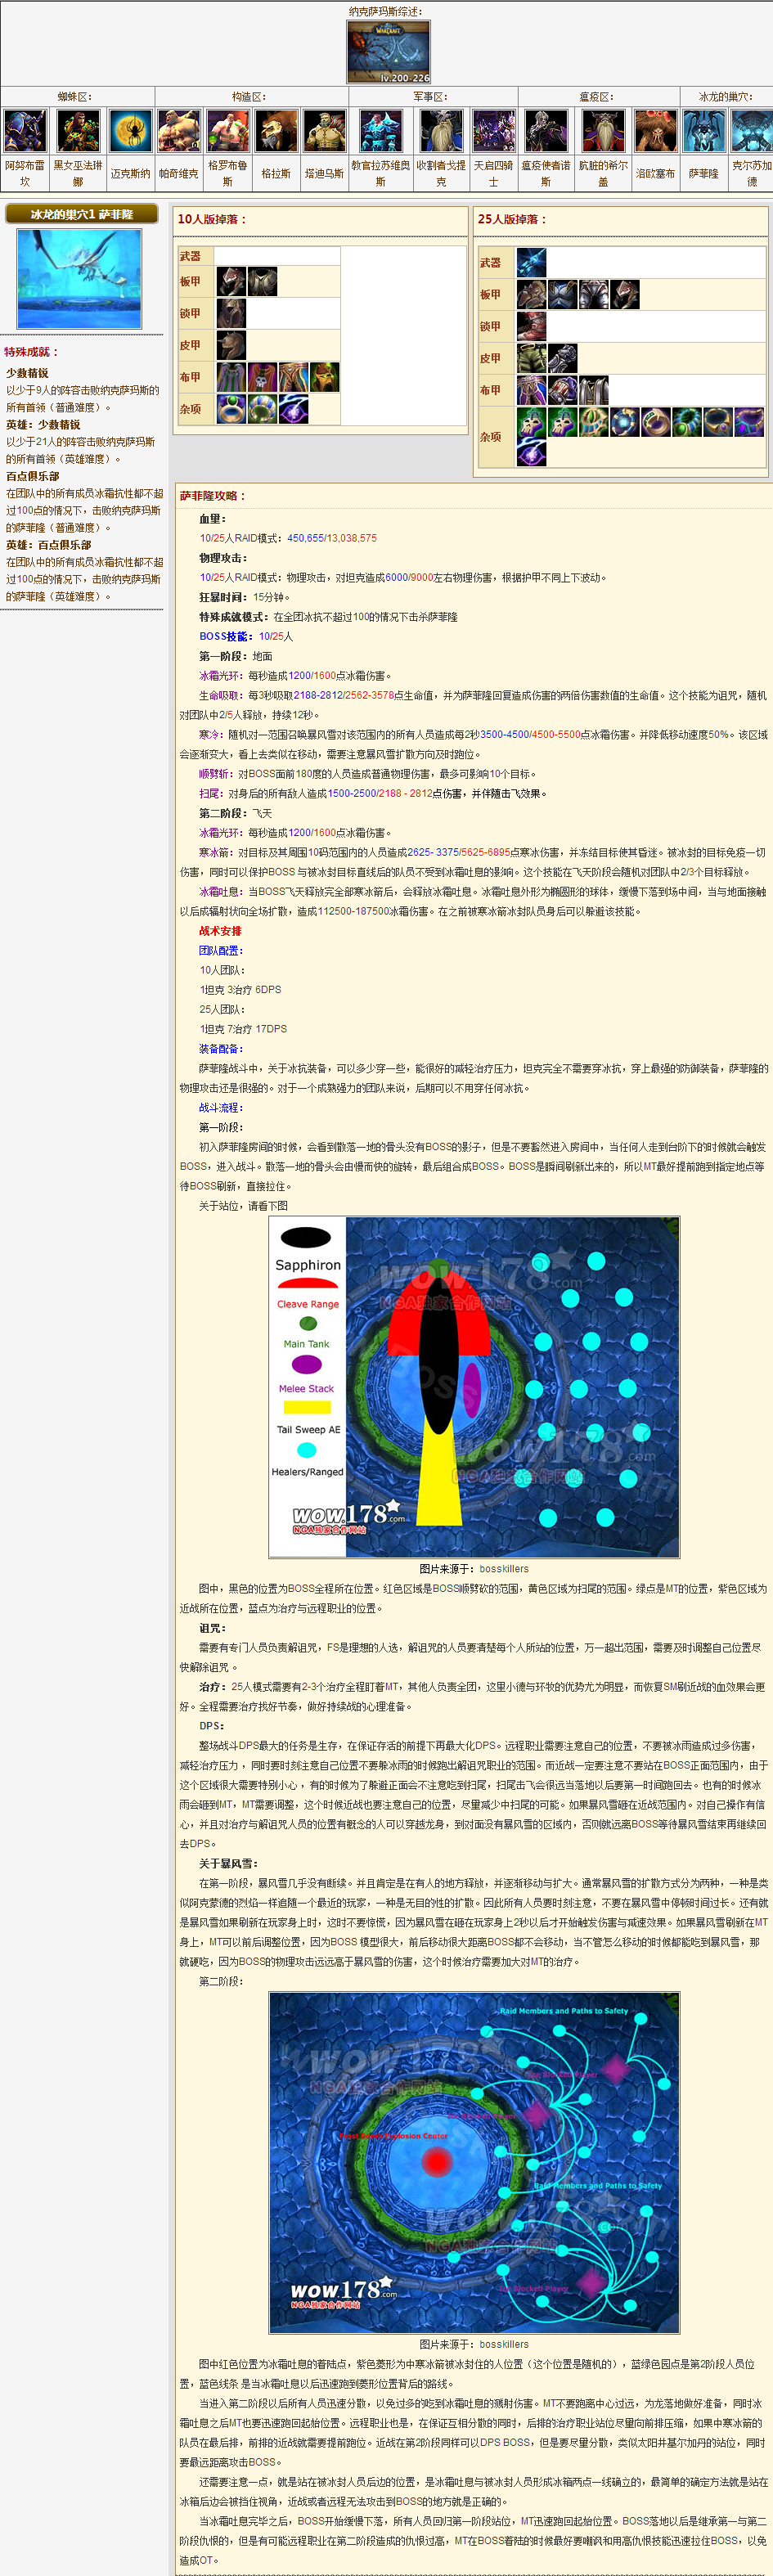 纳克萨玛斯综述：
WARCRAFT
lv.200-226
蜘蛛区： 构造区： 军事区： 瘟疫区： 冰龙的巢穴：
阿努布雷坎 黑女巫法琳娜 迈克斯纳 帕奇维克 格罗布鲁斯 格拉斯 塔迪乌斯 教官拉苏维奥斯 收割者戈提克 天启四骑士 瘟疫使者诺斯 肮脏的希尔盖 洛欧塞布 萨菲隆 克尔苏加德
冰龙的巢穴1 萨菲隆
特殊成就：
少数精锐
以少于9人的阵容击败纳克萨玛斯的
所有首领（普通难度）。
英雄：少数精锐
以少于21人的阵容击败纳克萨玛斯
的所有首领（英雄难度）。
百点俱乐部
在团队中的所有成员冰霜抗性都不超
过100点的情况下，击败纳克萨玛斯
的萨菲隆（普通难度）。
英雄：百点俱乐部
在团队中的所有成员冰霜抗性都不超
过100点的情况下，击败纳克萨玛斯
的萨菲隆（英雄难度）。
10人版掉落：
武器
板甲
锁甲
皮甲
布甲
杂项
25人版掉落：
武器
板甲
锁甲
皮甲
布甲
杂项
萨菲隆攻略：
血量：
10/25人RAID模式：450,655/13,038,575
物理攻击：
10/25人RAID模式：物理攻击，对坦克造成6000/9000左右物理伤害，根据护甲不同上下波动。
狂暴时间：15分钟。
特殊成就模式：在全团冰抗不超过100的情况下击杀萨菲隆
BOSS技能：10/25人
第一阶段：地面
冰霜光环：每秒造成1200/1600点冰霜伤害。
生命吸取：每3秒吸取2188-2812/2562-3578点生命值，并为萨菲隆回复造成伤害的两倍伤害数值的生命值。这个技能为诅咒，随机
对团队中2/5人释放，持续12秒。
寒冷：随机对一范围召唤暴风雪对该范围内的所有人员造成每2秒3500-4500/4500-5500点冰霜伤害。并降低移动速度50%。该区域
会逐渐变大，看上去类似在移动，需要注意暴风雪扩散方向及时跑位。
顺劈斩：对BOSS面前180度的人员造成普通物理伤害，最多可影响10个目标。
扫尾：对身后的所有敌人造成1500-2500/2188 - 2812点伤害，并伴随击飞效果。
第二阶段：飞天
冰霜光环：每秒造成1200/1600点冰霜伤害。
寒冰箭：对目标及其周围10码范围内的人员造成2625- 3375/5625-6895点寒冰伤害，并冻结目标使其昏迷。被冰封的目标免疫一切
伤害，同时可以保护BOSS 与被冰封目标直线后的队员不受到冰霜吐息的影响。这个技能在飞天阶段会随机对团队中2/3个目标释放。
冰霜吐息：当BOSS飞天释放完全部寒冰箭后，会释放冰霜吐息。冰霜吐息外形为椭圆形的球体，缓慢下落到场中间，当与地面接触
以后成辐射状向全场扩散，造成112500-187500冰霜伤害。在之前被寒冰箭冰封队员身后可以躲避该技能。
战术安排
团队配置：
10人团队：
1坦克 3治疗 6DPS
25人团队：
1坦克 7治疗 17DPS
装备配备：
萨菲隆战斗中，关于冰抗装备，可以多少穿一些，能很好的减轻治疗压力，坦克完全不需要穿冰抗，穿上最强的防御装备，萨菲隆的
物理攻击还是很强的。对于一个成熟强力的团队来说，后期可以不用穿任何冰抗。
战斗流程：
第一阶段：
初入萨菲隆房间的时候，会看到散落一地的骨头没有BOSS的影子，但是不要贸然进入房间中，当任何人走到台阶下的时候就会触发
BOSS，进入战斗。散落一地的骨头会由慢而快的旋转，最后组合成BOSS。BOSS是瞬间刷新出来的，所以MT最好提前跑到指定地点等
待BOSS刷新，直接拉住。
关于站位，请看下图
Sapphiron
Cleave Range
Main Tank
Melee Stack
Tail Sweep AE
Healers/Ranged
wow.178.com
NGA独家合作网站
图片来源于：bosskillers
图中，黑色的位置为BOSS全程所在位置。红色区域是BOSS顺劈砍的范围，黄色区域为扫尾的范围。绿点是MT的位置，紫色区域为
近战所在位置，蓝点为治疗与远程职业的位置。
诅咒：
需要有专门人员负责解诅咒，FS是理想的人选，解诅咒的人员要清楚每个人所站的位置，万一超出范围，需要及时调整自己位置尽
快解除诅咒 。
治疗：25人模式需要有2-3个治疗全程盯着MT，其他人负责全团，这里小德与环牧的优势尤为明显，而恢复SM刷近战的血效果会更
好。全程需要治疗找好节奏，做好持续战的心理准备。
DPS：
整场战斗DPS最大的任务是生存，在保证存活的前提下再最大化DPS。远程职业需要注意自己的位置，不要被冰雨造成过多伤害，
减轻治疗压力 ，同时要时刻注意自己位置不要躲冰雨的时候跑出解诅咒职业的范围。而近战一定要注意不要站在BOSS正面范围内，由于
这个区域很大需要特别小心 ，有的时候为了躲避正面会不注意吃到扫尾，扫尾击飞会很远当落地以后要第一时间跑回去。也有的时候冰
雨会砸到MT，MT需要调整，这个时候近战也要注意自己的位置，尽量减少中扫尾的可能。如果暴风雪砸在近战范围内。对自己操作有信
心，并且对治疗与解诅咒人员的位置有概念的人可以穿越龙身，到对面没有暴风雪的区域内，否则就远离BOSS等待暴风雪结束再继续回
去DPS。
关于暴风雪：
在第一阶段，暴风雪几乎没有断续。并且肯定是在有人的地方释放，并逐渐移动与扩大。通常暴风雪的扩散方式分为两种，一种是类
似阿克蒙德的烈焰一样追随一个最近的玩家，一种是无目的性的扩散。因此所有人员要时刻注意，不要在暴风雪中停顿时间过长。还有就
是暴风雪如果刷新在玩家身上时，这时不要惊慌，因为暴风雪在砸在玩家身上2秒以后才开始触发伤害与减速效果。如果暴风雪刷新在MT
身上，MT可以前后调整位置，因为BOSS 模型很大，前后移动很大距离BOSS都不会移动，当不管怎么移动的时候都能吃到暴风雪，那
就硬吃，因为BOSS的物理攻击远远高于暴风雪的伤害，这个时候治疗需要加大对MT的治疗。
第二阶段：
Raid Members and Paths to Safety
Raid Members and Paths to Safety
Ice Blocked Player
wow.178.com
NGA独家合作网站
图片来源于：bosskillers
图中红色位置为冰霜吐息的着陆点，紫色菱形为中寒冰箭被冰封住的人位置（这个位置是随机的），蓝绿色园点是第2阶段人员位
置，蓝色线条 是当冰霜吐息以后迅速跑到菱形位置背后的路线。
当进入第二阶段以后所有人员迅速分散，以免过多的吃到冰霜吐息的溅射伤害。MT不要跑离中心过远，为龙落地做好准备，同时冰
霜吐息之后MT也要迅速跑回起始位置。远程职业也是，在保证互相分散的同时，后排的治疗职业站位尽量向前排压缩，如果中寒冰箭的
队员在最后排，前排的近战就需要提前跑位。近战在第2阶段同样可以DPS BOSS，但是要尽量分散，类似太阳井基尔加丹的站位，同时
要最远距离攻击BOSS。
还需要注意一点，就是站在被冰封人员后边的位置，是冰霜吐息与被冰封人员形成冰箱两点一线确立的，最简单的确定方法就是站在
冰箱后边会被挡住视角，近战或者远程无法攻击到BOSS的地方就是正确的。
当冰霜吐息完毕之后，BOSS开始缓慢下落，所有人员回归第一阶段站位，MT迅速跑回起始位置。BOSS落地以后是继承第一与第二
阶段仇恨的，但是有可能远程职业在第二阶段造成的仇恨过高，MT在BOSS着陆的时候最好要嘲讽和用高仇恨技能迅速拉住BOSS，以免
造成OT。